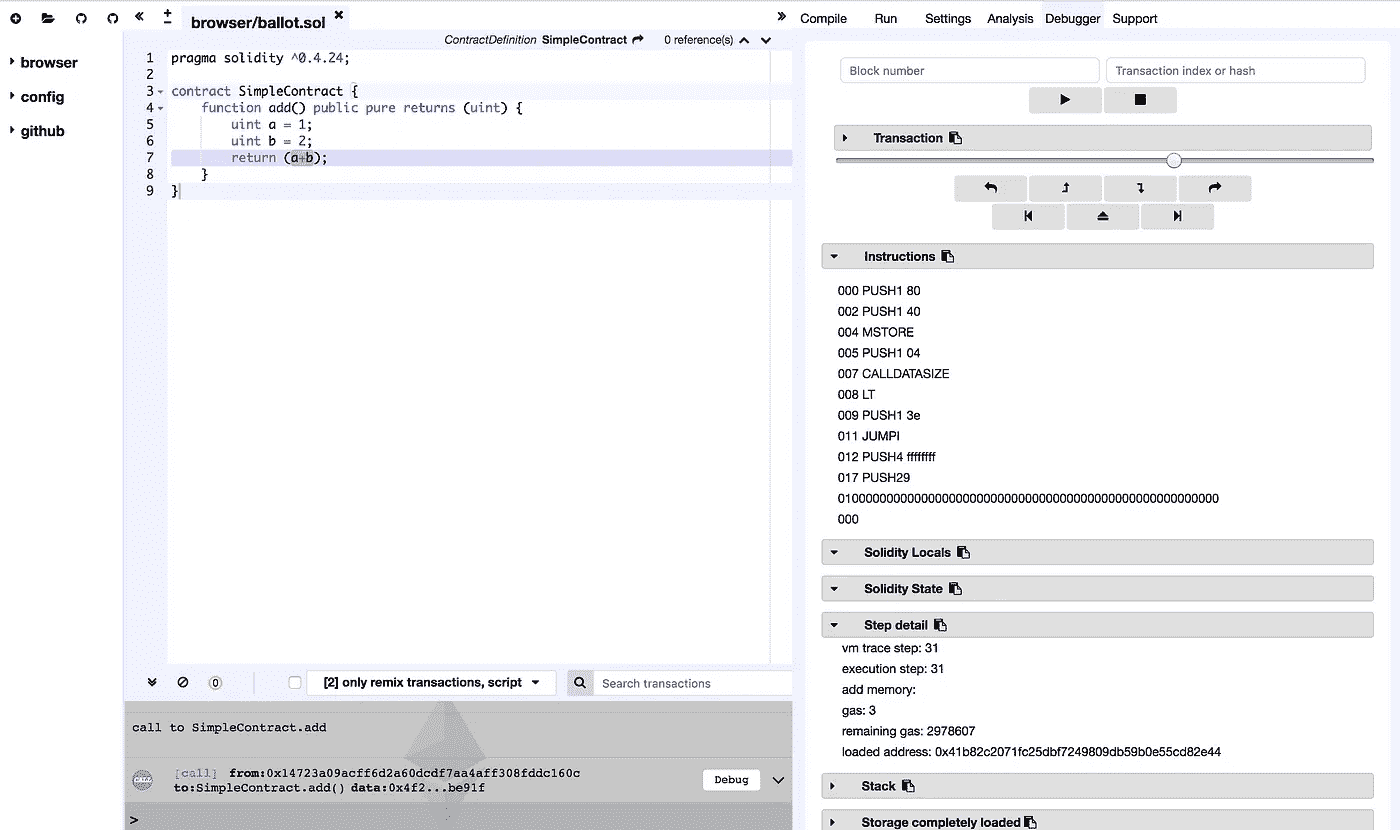 browser/ballot.sol
Compile Run Settings Analysis Debugger Support
ContractDefinition SimpleContract 0 reference(s)
browser
config
github
1 pragma solidity ^0.4.24;
2
3 contract SimpleContract {
4 function add() public pure returns (uint) {
5 uint a = 1;
6 uint b = 2;
7 return (a+b);
8 }
9 }
0 [2] only remix transactions, script Search transactions
call to SimpleContract.add
[call] from:0x14723a09acff6d2a60dcdf7aa4aff308fddc160c
to:SimpleContract.add() data:0x4f2...be91f
Debug
>
Block number Transaction index or hash
Transaction
Instructions
000 PUSH1 80
002 PUSH1 40
004 MSTORE
005 PUSH1 04
007 CALLDATASIZE
008 LT
009 PUSH1 3e
011 JUMPI
012 PUSH4 ffffffff
017 PUSH29
0100000000000000000000000000000000000000000000000000000
000
Solidity Locals
Solidity State
Step detail
vm trace step: 31
execution step: 31
add memory:
gas: 3
remaining gas: 2978607
loaded address: 0x41b82c2071fc25dbf7249809db59b0e55cd82e44
Stack
Storage completely loaded